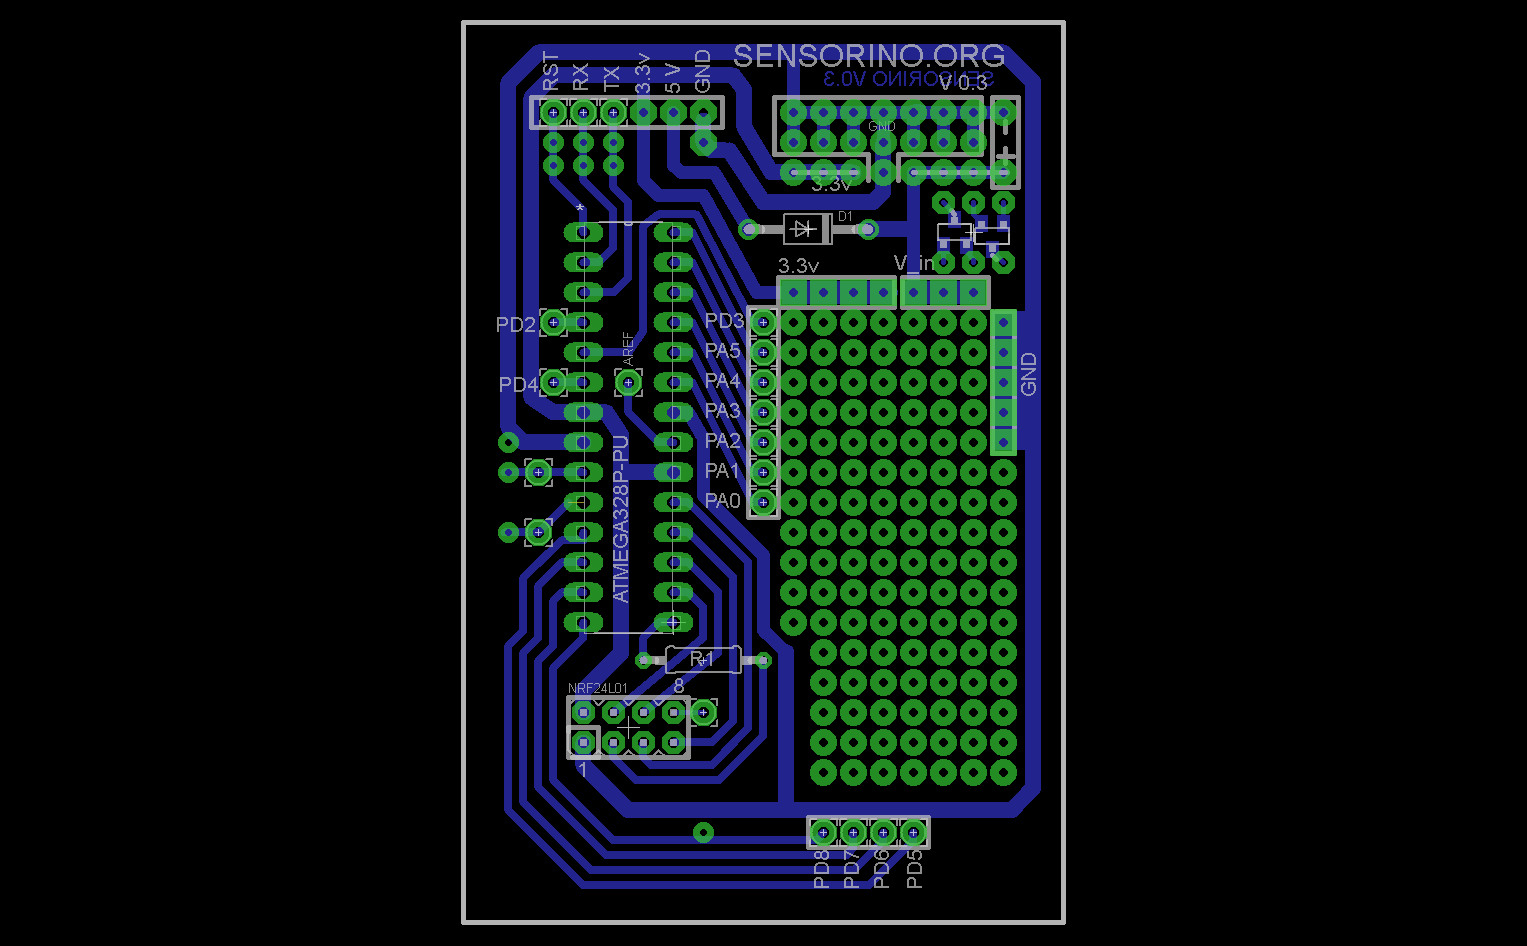 SENSORINO.ORG
SENSORINO V0.3
V 0.3
RST
RX
TX
3.3v
5 V
GND
GND
3.3v
*
D1
3.3v
V_in
PD2
PD4
AREF
PD3
PA5
PA4
PA3
PA2
PA1
PA0
GND
ATMEGA328P-PU
R1
NRF24L01
8
1
PD8
PD7
PD6
PD5